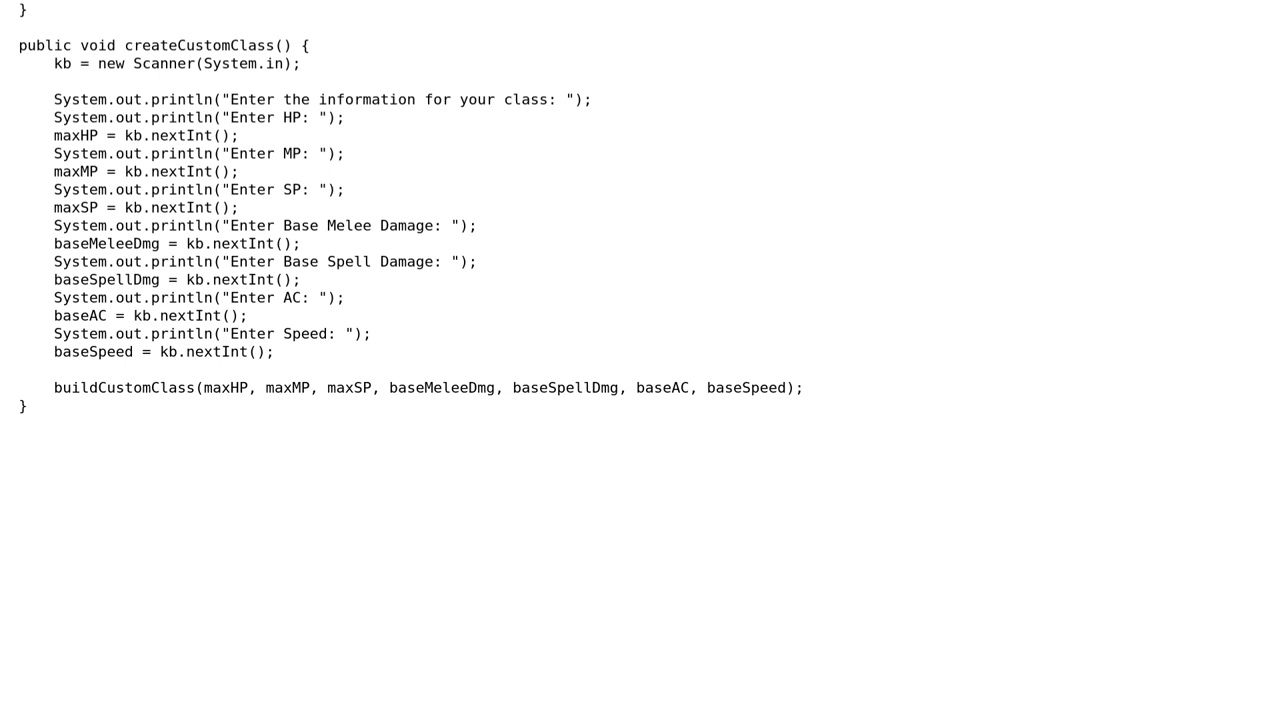 }
public void createCustomClass() {
    kb = new Scanner(System.in);
    System.out.println("Enter the information for your class: ");
    System.out.println("Enter HP: ");
    maxHP = kb.nextInt();
    System.out.println("Enter MP: ");
    maxMP = kb.nextInt();
    System.out.println("Enter SP: ");
    maxSP = kb.nextInt();
    System.out.println("Enter Base Melee Damage: ");
    baseMeleeDmg = kb.nextInt();
    System.out.println("Enter Base Spell Damage: ");
    baseSpellDmg = kb.nextInt();
    System.out.println("Enter AC: ");
    baseAC = kb.nextInt();
    System.out.println("Enter Speed: ");
    baseSpeed = kb.nextInt();
    buildCustomClass(maxHP, maxMP, maxSP, baseMeleeDmg, baseSpellDmg, baseAC, baseSpeed);
}